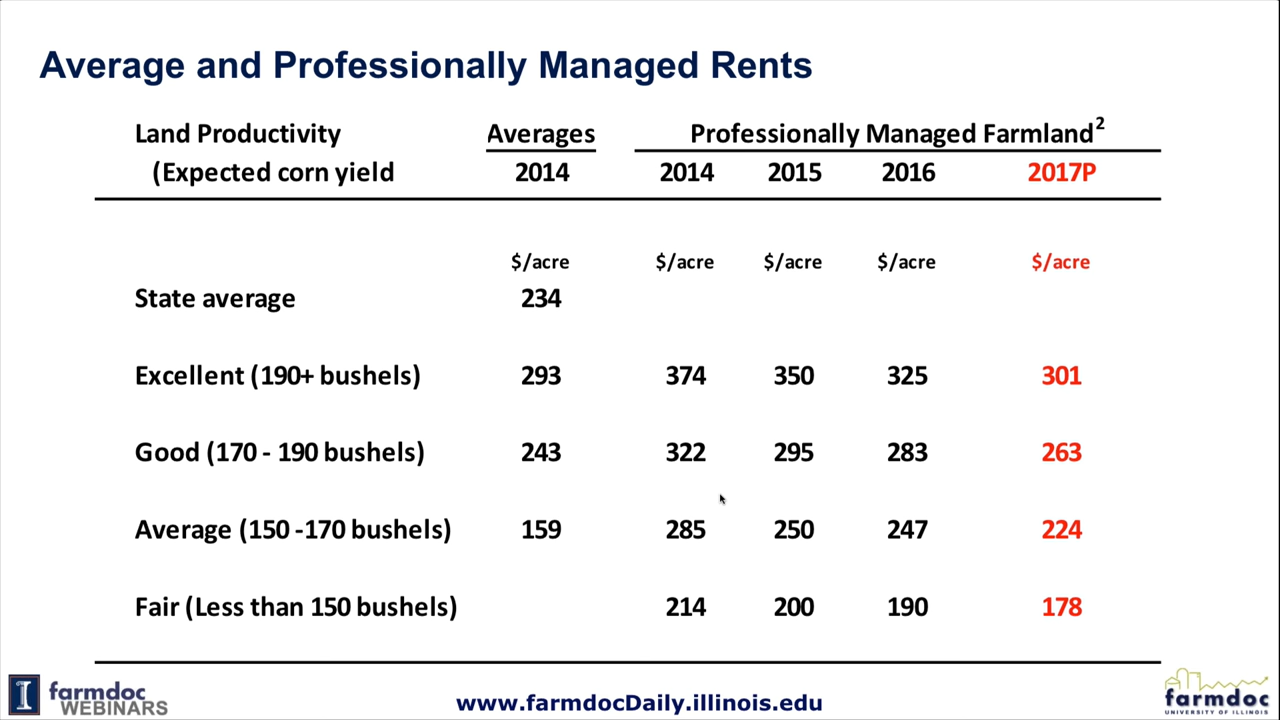 Average and Professionally Managed Rents
Land Productivity Averages Professionally Managed Farmland2
(Expected corn yield 2014 2014 2015 2016 2017P
$/acre $/acre $/acre $/acre $/acre
State average 234
Excellent (190+ bushels) 293 374 350 325 301
Good (170 - 190 bushels) 243 322 295 283 263
Average (150 -170 bushels) 159 285 250 247 224
Fair (Less than 150 bushels) 214 200 190 178
I farmdoc
WEBINARS
www.farmdocDaily.illinois.edu
farmdoc
UNIVERSITY OF ILLINOIS